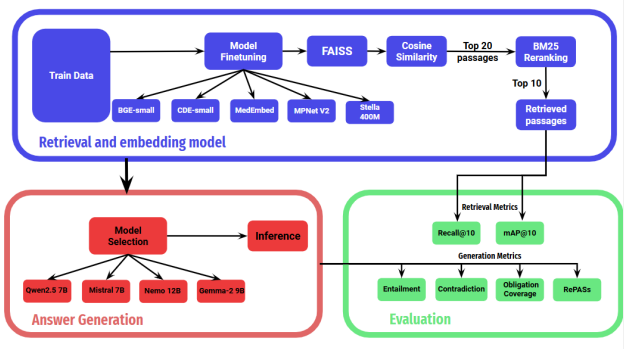 Train Data
Model
Finetuning
FAISS
Cosine
Similarity
Top 20
passages
BM25
Reranking
BGE-small
CDE-small
MedEmbed
MPNet V2
Stella
400M
Top 10
Retrieved
passages
Retrieval and embedding model
Model
Selection
Inference
Qwen2.5 7B
Mistral 7B
Nemo 12B
Gemma-2 9B
Answer Generation
Retrieval Metrics
Recall@10
mAP@10
Generation Metrics
Entailment
Contradiction
Obligation
Coverage
RePASs
Evaluation